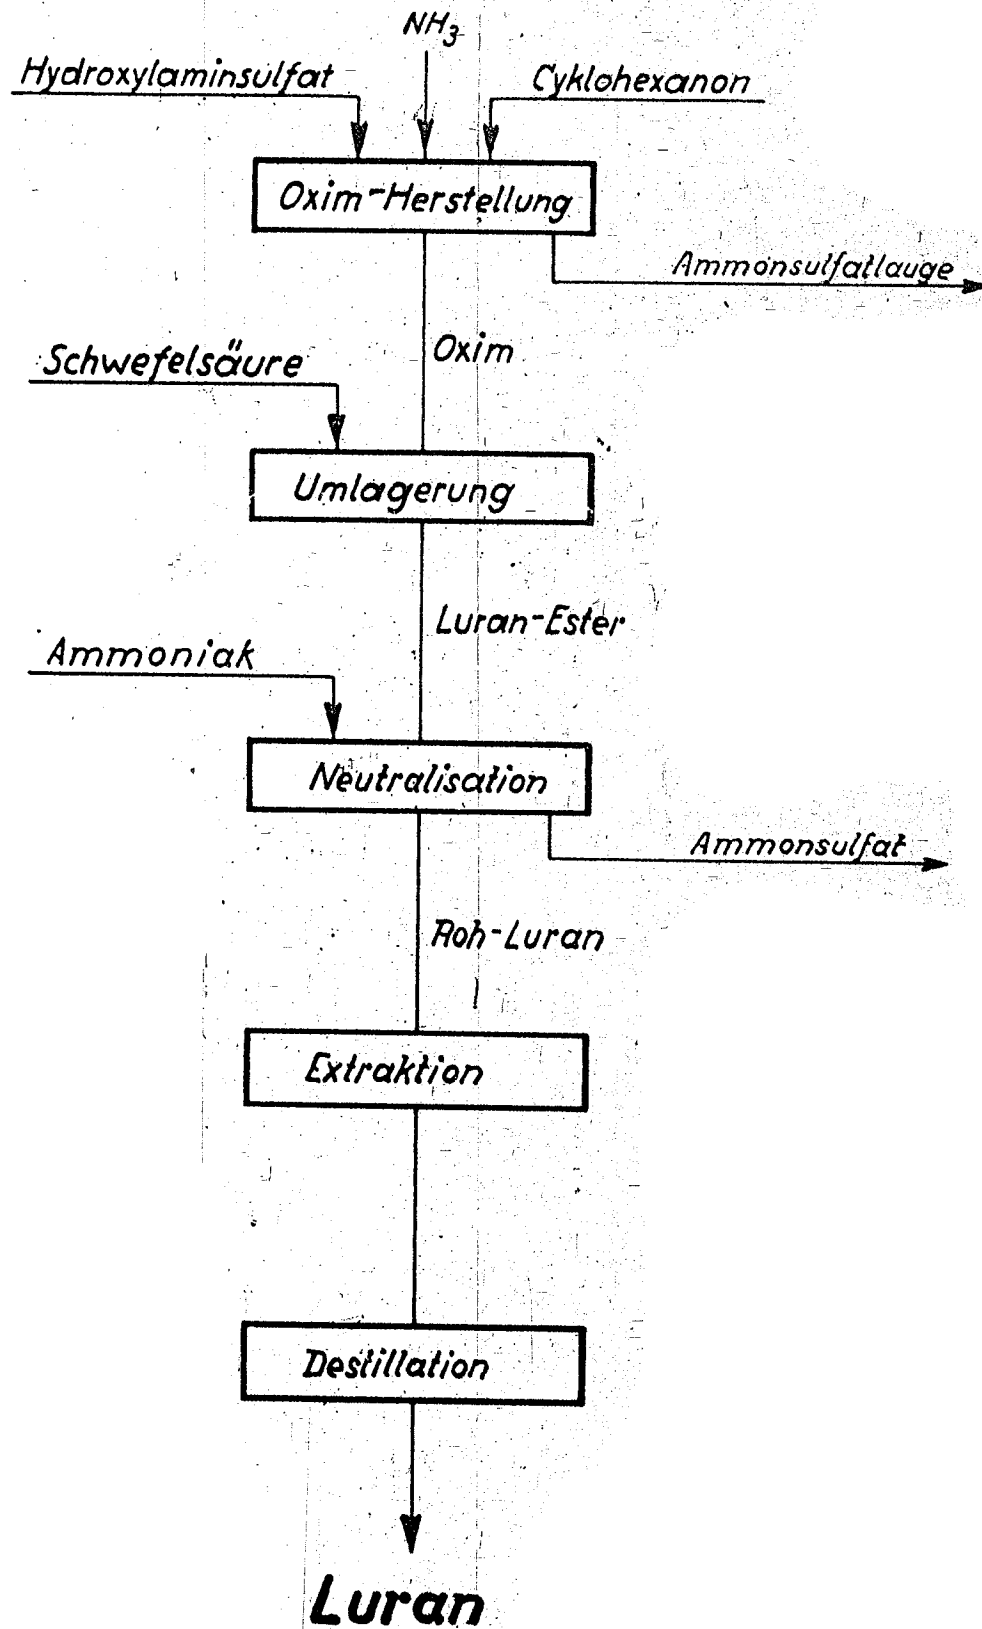 NH₃
Hydroxylaminsulfat
Cyklohexanon
Oxim-Herstellung
Ammonsulfatlauge
Oxim
Schwefelsäure
Umlagerung
Luran-Ester
Ammoniak
Neutralisation
Ammonsulfat
Roh-Luran
Extraktion
Destillation
Luran